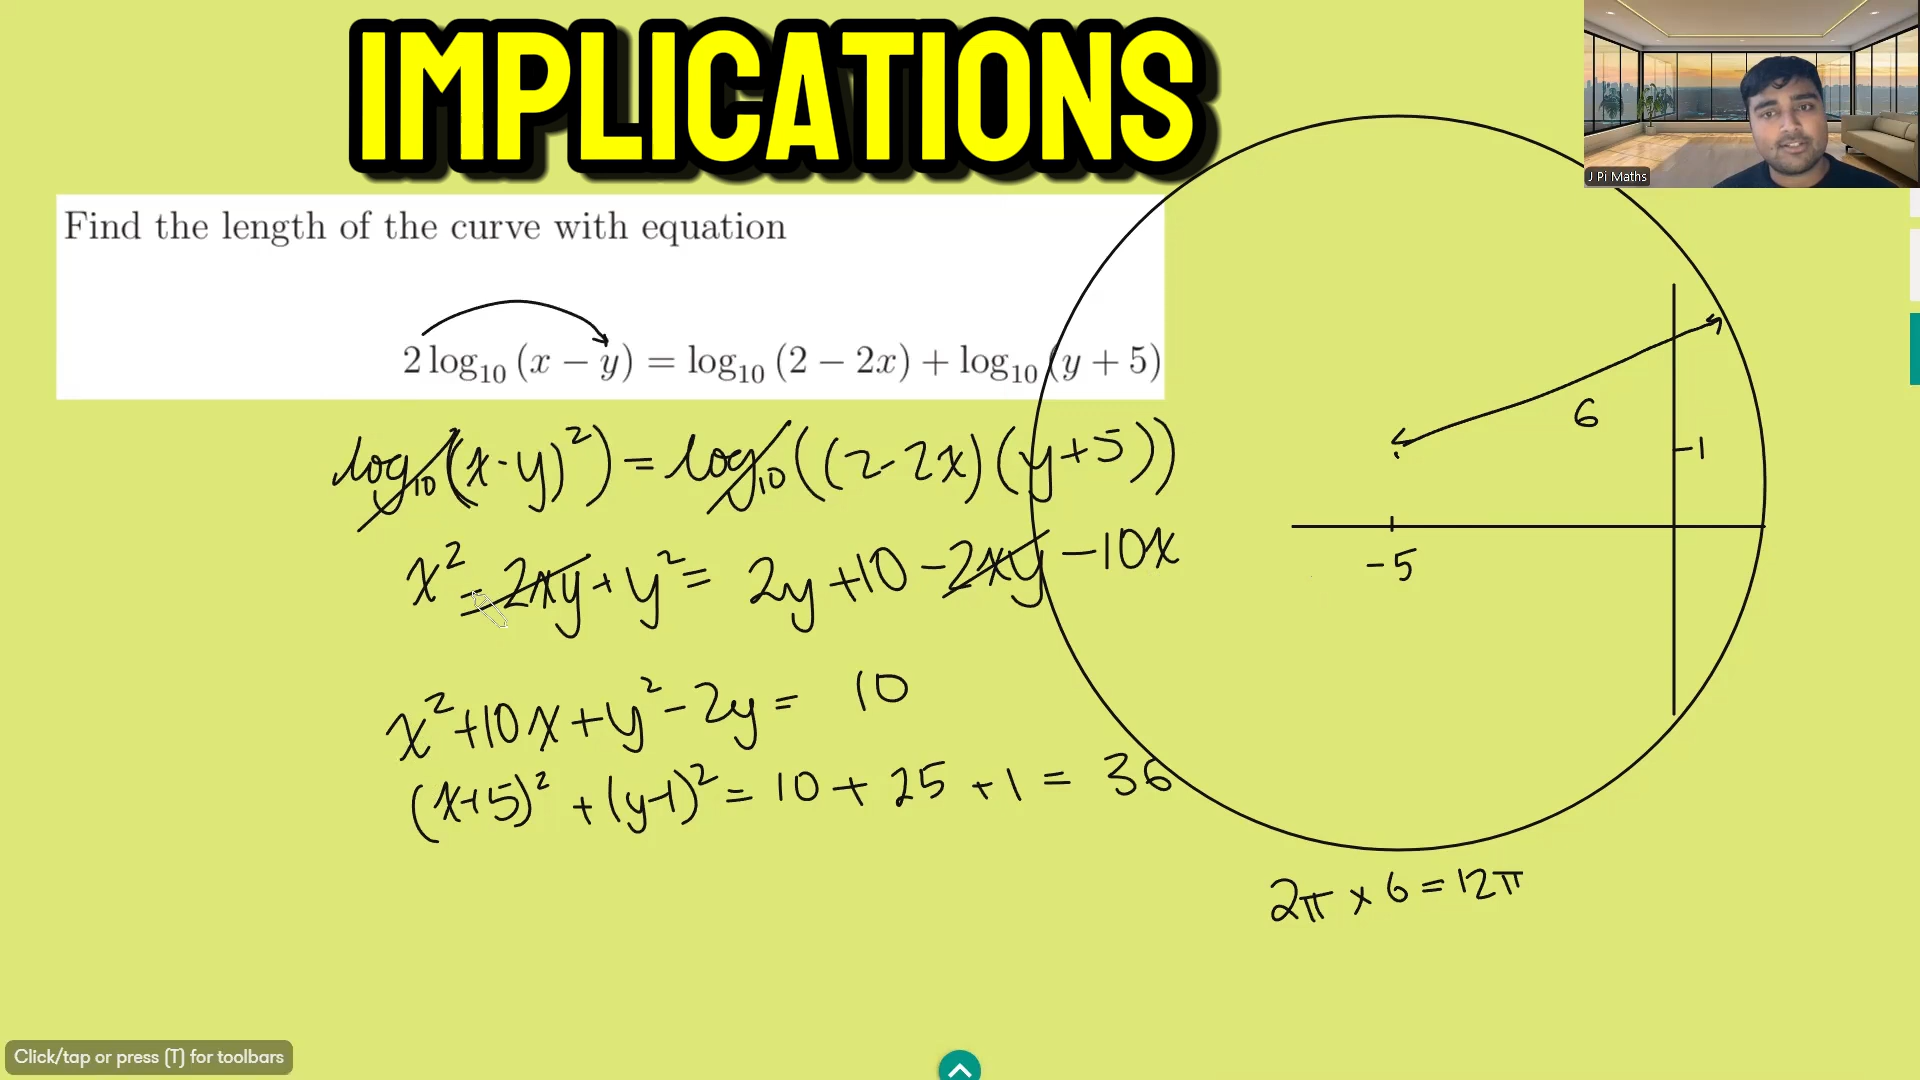 IMPLICATIONS
J Pi Maths
Find the length of the curve with equation
2 log₁₀ (x − y) = log₁₀ (2 − 2x) + log₁₀ (y + 5)
log₁₀((x-y)²) = log₁₀((2-2x)(y+5))
x² - 2xy + y² = 2y + 10 - 2xy - 10x
x² + 10x + y² - 2y = 10
(x+5)² + (y-1)² = 10 + 25 + 1 = 36
6
1
-5
2π × 6 = 12π
Click/tap or press (T) for toolbars